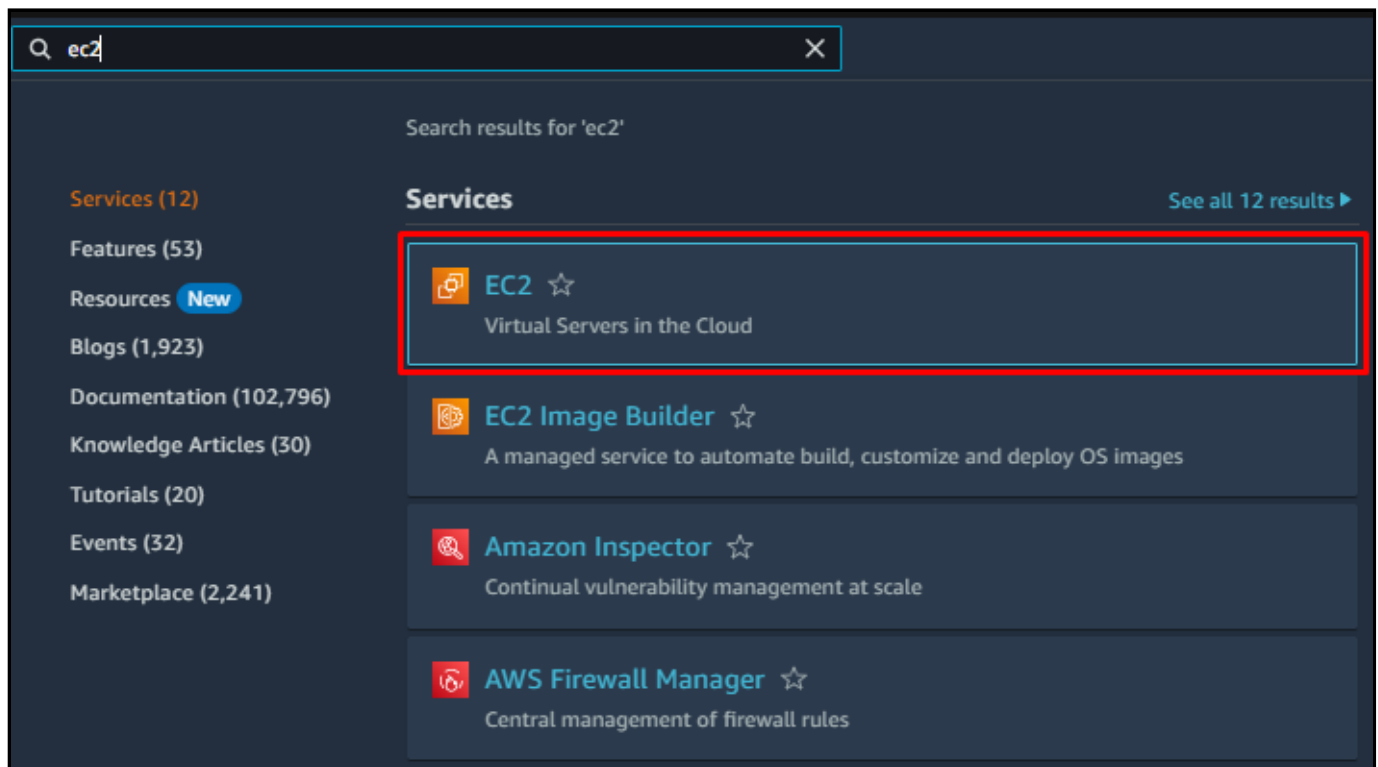 ec2
Search results for 'ec2'
Services (12)
Features (53)
Resources New
Blogs (1,923)
Documentation (102,796)
Knowledge Articles (30)
Tutorials (20)
Events (32)
Marketplace (2,241)
Services
See all 12 results
EC2
Virtual Servers in the Cloud
EC2 Image Builder
A managed service to automate build, customize and deploy OS images
Amazon Inspector
Continual vulnerability management at scale
AWS Firewall Manager
Central management of firewall rules